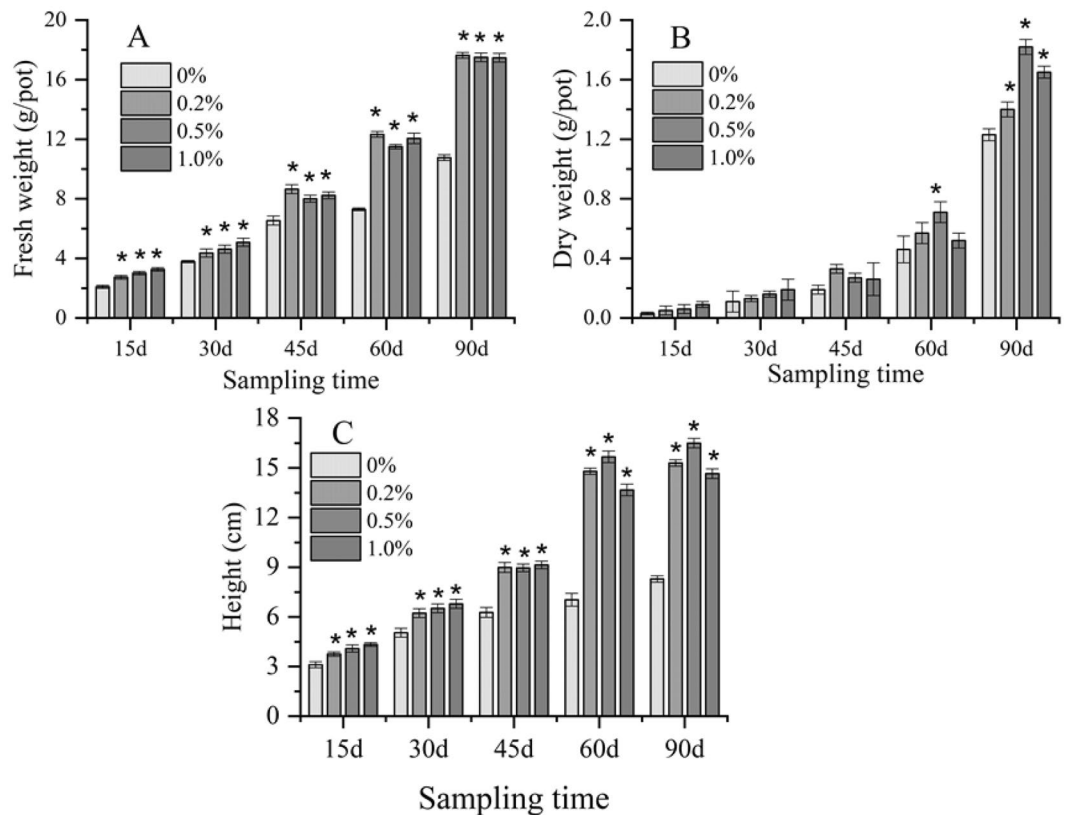 A
0%
0.2%
0.5%
1.0%
20
16
12
8
4
0
Fresh weight (g/pot)
* * *
* * *
* * *
* * *
* * *
15d 30d 45d 60d 90d
Sampling time
B
0%
0.2%
0.5%
1.0%
2.0
1.6
1.2
0.8
0.4
0.0
Dry weight (g/pot)
*
* * *
15d 30d 45d 60d 90d
Sampling time
C
0%
0.2%
0.5%
1.0%
18
15
12
9
6
3
0
Height (cm)
* * *
* * *
* * *
* * *
* * *
15d 30d 45d 60d 90d
Sampling time